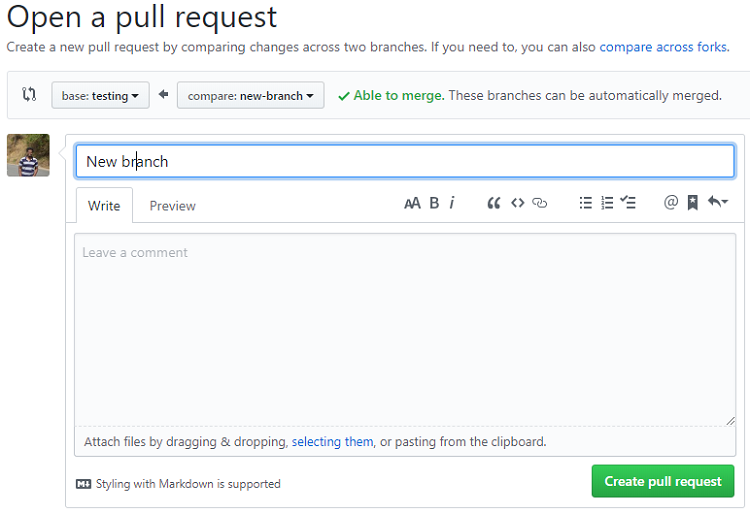 Open a pull request
Create a new pull request by comparing changes across two branches. If you need to, you can also compare across forks.
base: testing compare: new-branch Able to merge. These branches can be automatically merged.
New branch
Write Preview AA B i @
Leave a comment
Attach files by dragging & dropping, selecting them, or pasting from the clipboard.
Styling with Markdown is supported Create pull request